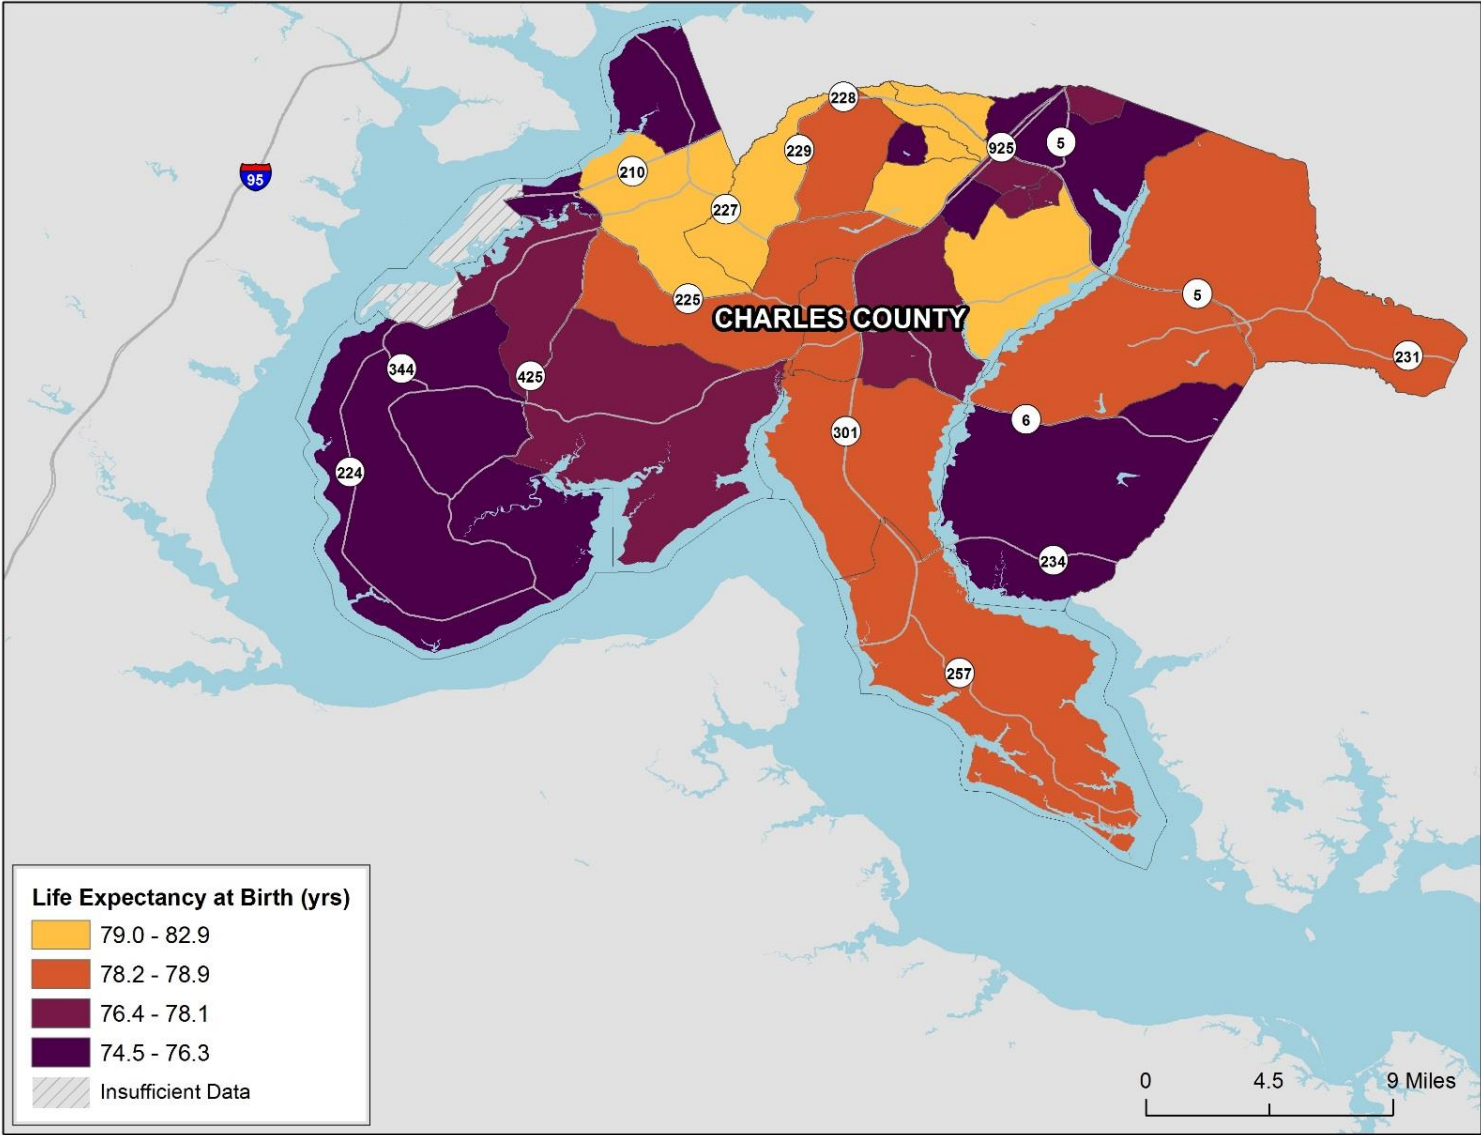 228
925
5
229
210
95
227
225
5
CHARLES COUNTY
231
344
425
6
301
224
234
257
Life Expectancy at Birth (yrs)
79.0 - 82.9
78.2 - 78.9
76.4 - 78.1
74.5 - 76.3
Insufficient Data
0 4.5 9 Miles